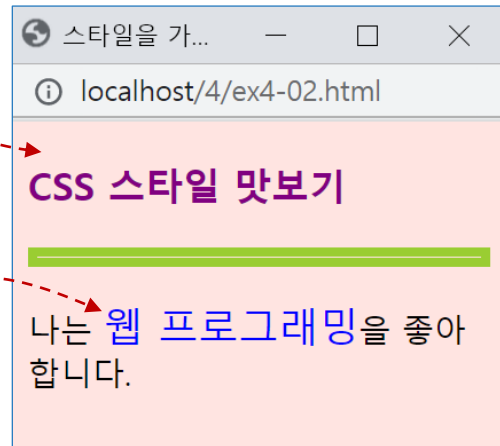 스타일을 가...
localhost/4/ex4-02.html
CSS 스타일 맛보기
나는 웹 프로그래밍을 좋아
합니다.